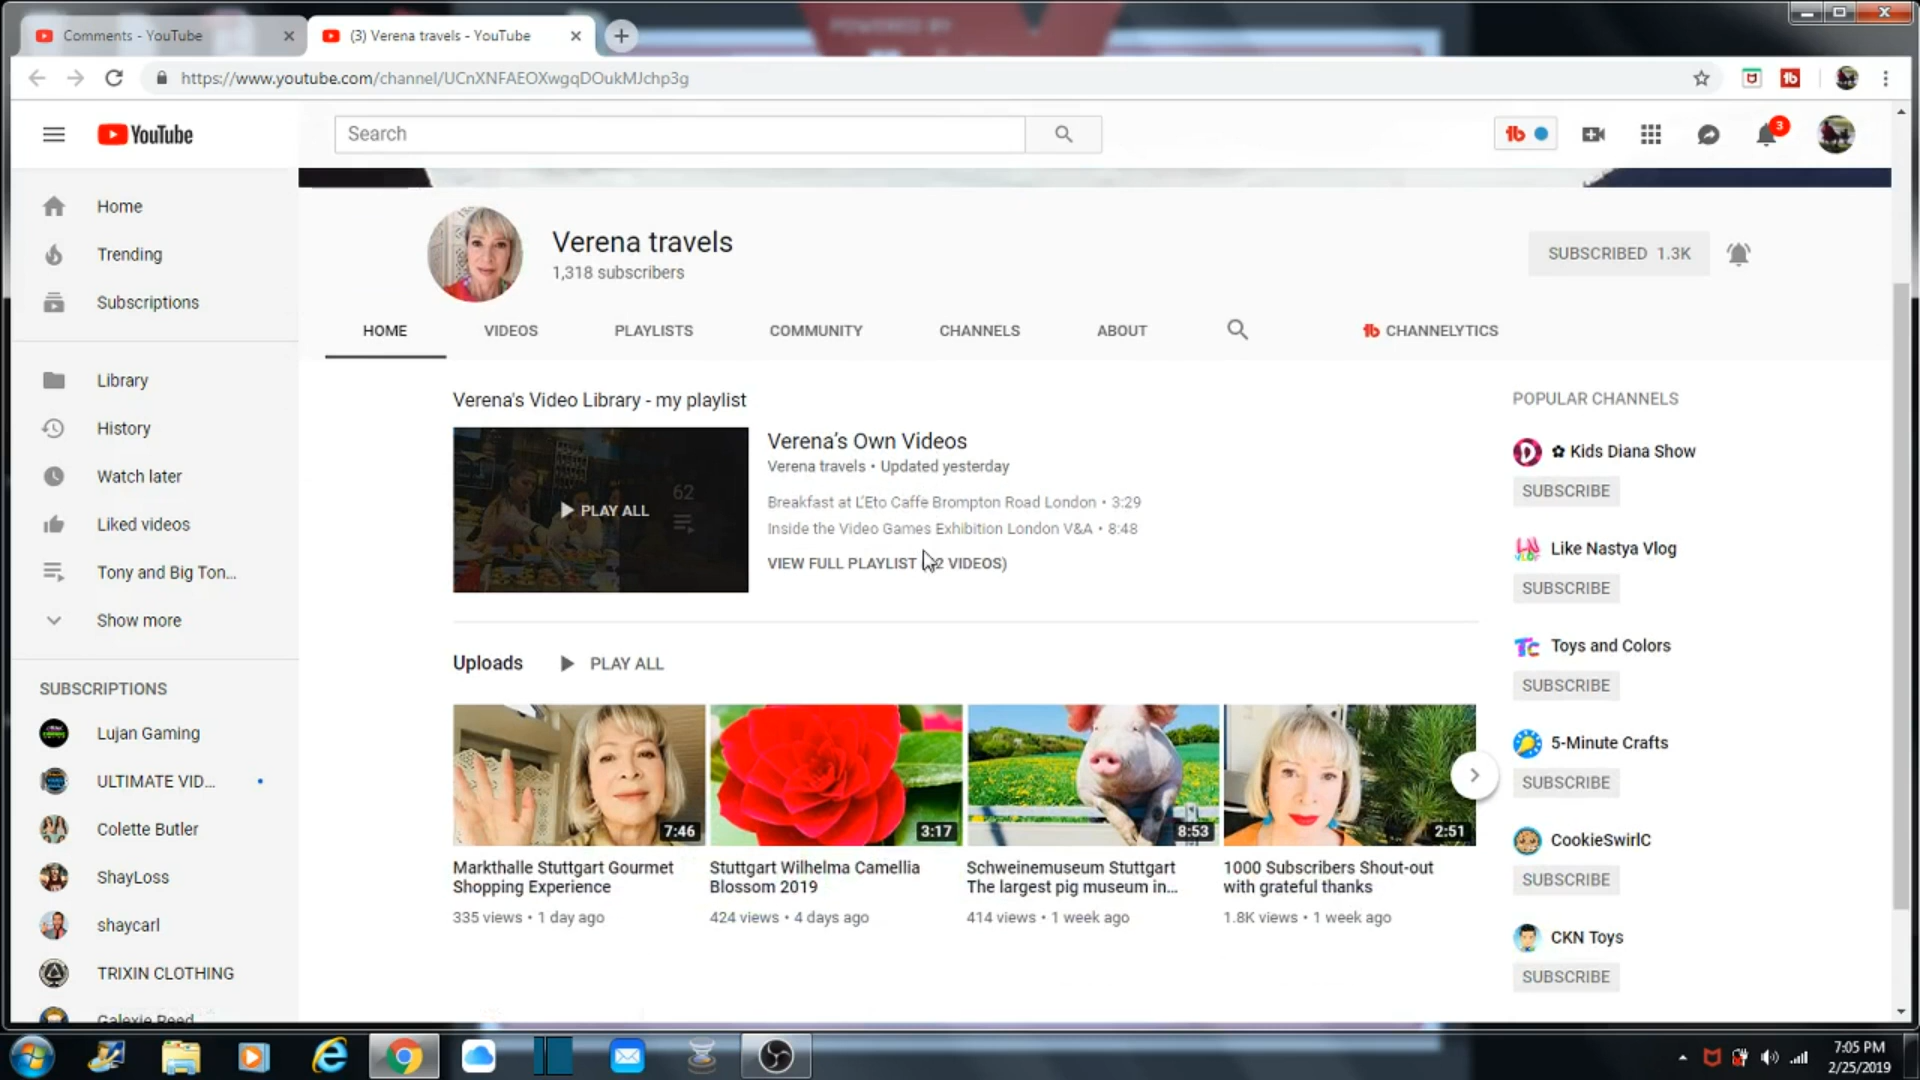 POWERED BY
Comments - YouTube
(3) Verena travels - YouTube
https://www.youtube.com/channel/UCnXNFAEOXwgqDOukMJchp3g
YouTube
Search
3
Home
Trending
Subscriptions
Library
History
Watch later
Liked videos
Tony and Big Ton...
Show more
SUBSCRIPTIONS
Lujan Gaming
ULTIMATE VID...
Colette Butler
ShayLoss
shaycarl
TRIXIN CLOTHING
Galexie Reed
Verena travels
1,318 subscribers
SUBSCRIBED 1.3K
HOME
VIDEOS
PLAYLISTS
COMMUNITY
CHANNELS
ABOUT
CHANNELYTICS
Verena's Video Library - my playlist
62
PLAY ALL
Verena's Own Videos
Verena travels • Updated yesterday
Breakfast at L'Eto Caffe Brompton Road London • 3:29
Inside the Video Games Exhibition London V&A • 8:48
VIEW FULL PLAYLIST 2 VIDEOS)
Uploads
PLAY ALL
7:46
Markthalle Stuttgart Gourmet
Shopping Experience
335 views • 1 day ago
3:17
Stuttgart Wilhelma Camellia
Blossom 2019
424 views • 4 days ago
8:53
Schweinemuseum Stuttgart
The largest pig museum in...
414 views • 1 week ago
2:51
1000 Subscribers Shout-out
with grateful thanks
1.8K views • 1 week ago
POPULAR CHANNELS
✿ Kids Diana Show
SUBSCRIBE
Like Nastya Vlog
SUBSCRIBE
Toys and Colors
SUBSCRIBE
5-Minute Crafts
SUBSCRIBE
CookieSwirlC
SUBSCRIBE
CKN Toys
SUBSCRIBE
7:05 PM
2/25/2019